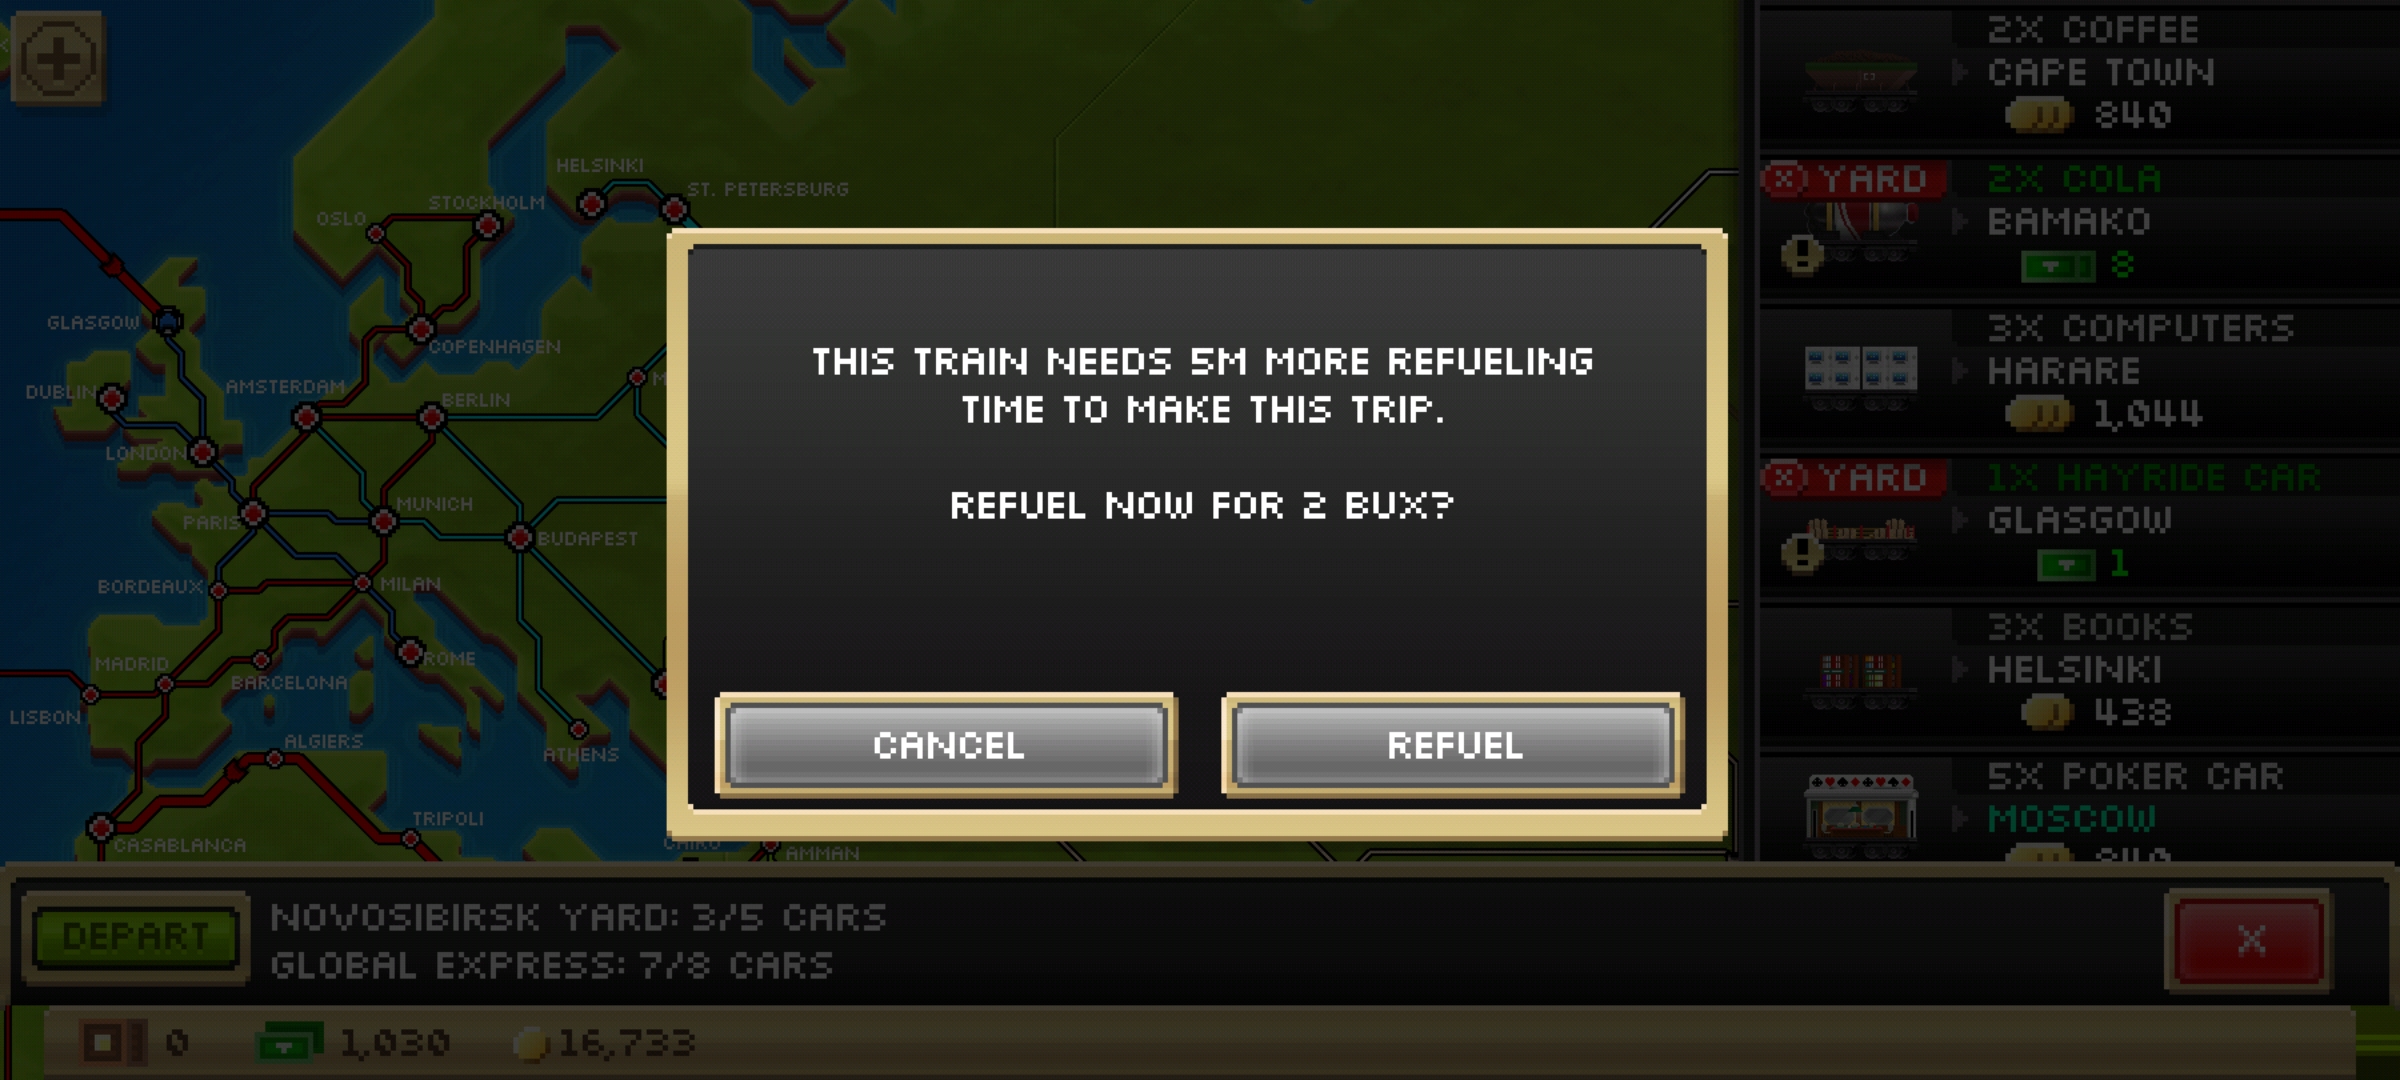 THIS TRAIN NEEDS 5M MORE REFUELING
TIME TO MAKE THIS TRIP.
REFUEL NOW FOR 2 BUX?
CANCEL
REFUEL
HELSINKI
ST. PETERSBURG
STOCKHOLM
OSLO
GLASGOW
COPENHAGEN
AMSTERDAM
DUBLIN
BERLIN
LONDON
MUNICH
PARIS
BUDAPEST
BORDEAUX
MILAN
MADRID
ROME
BARCELONA
LISBON
ALGIERS
ATHENS
TRIPOLI
CASABLANCA
CAIRO
AMMAN
2X COFFEE
CAPE TOWN
840
X YARD
2X COLA
BAMAKO
!
8
3X COMPUTERS
HARARE
1,044
X YARD
1X HAYRIDE CAR
GLASGOW
!
1
3X BOOKS
HELSINKI
438
5X POKER CAR
MOSCOW
840
DEPART
NOVOSIBIRSK YARD: 3/5 CARS
GLOBAL EXPRESS: 7/8 CARS
X
0
1,030
16,733